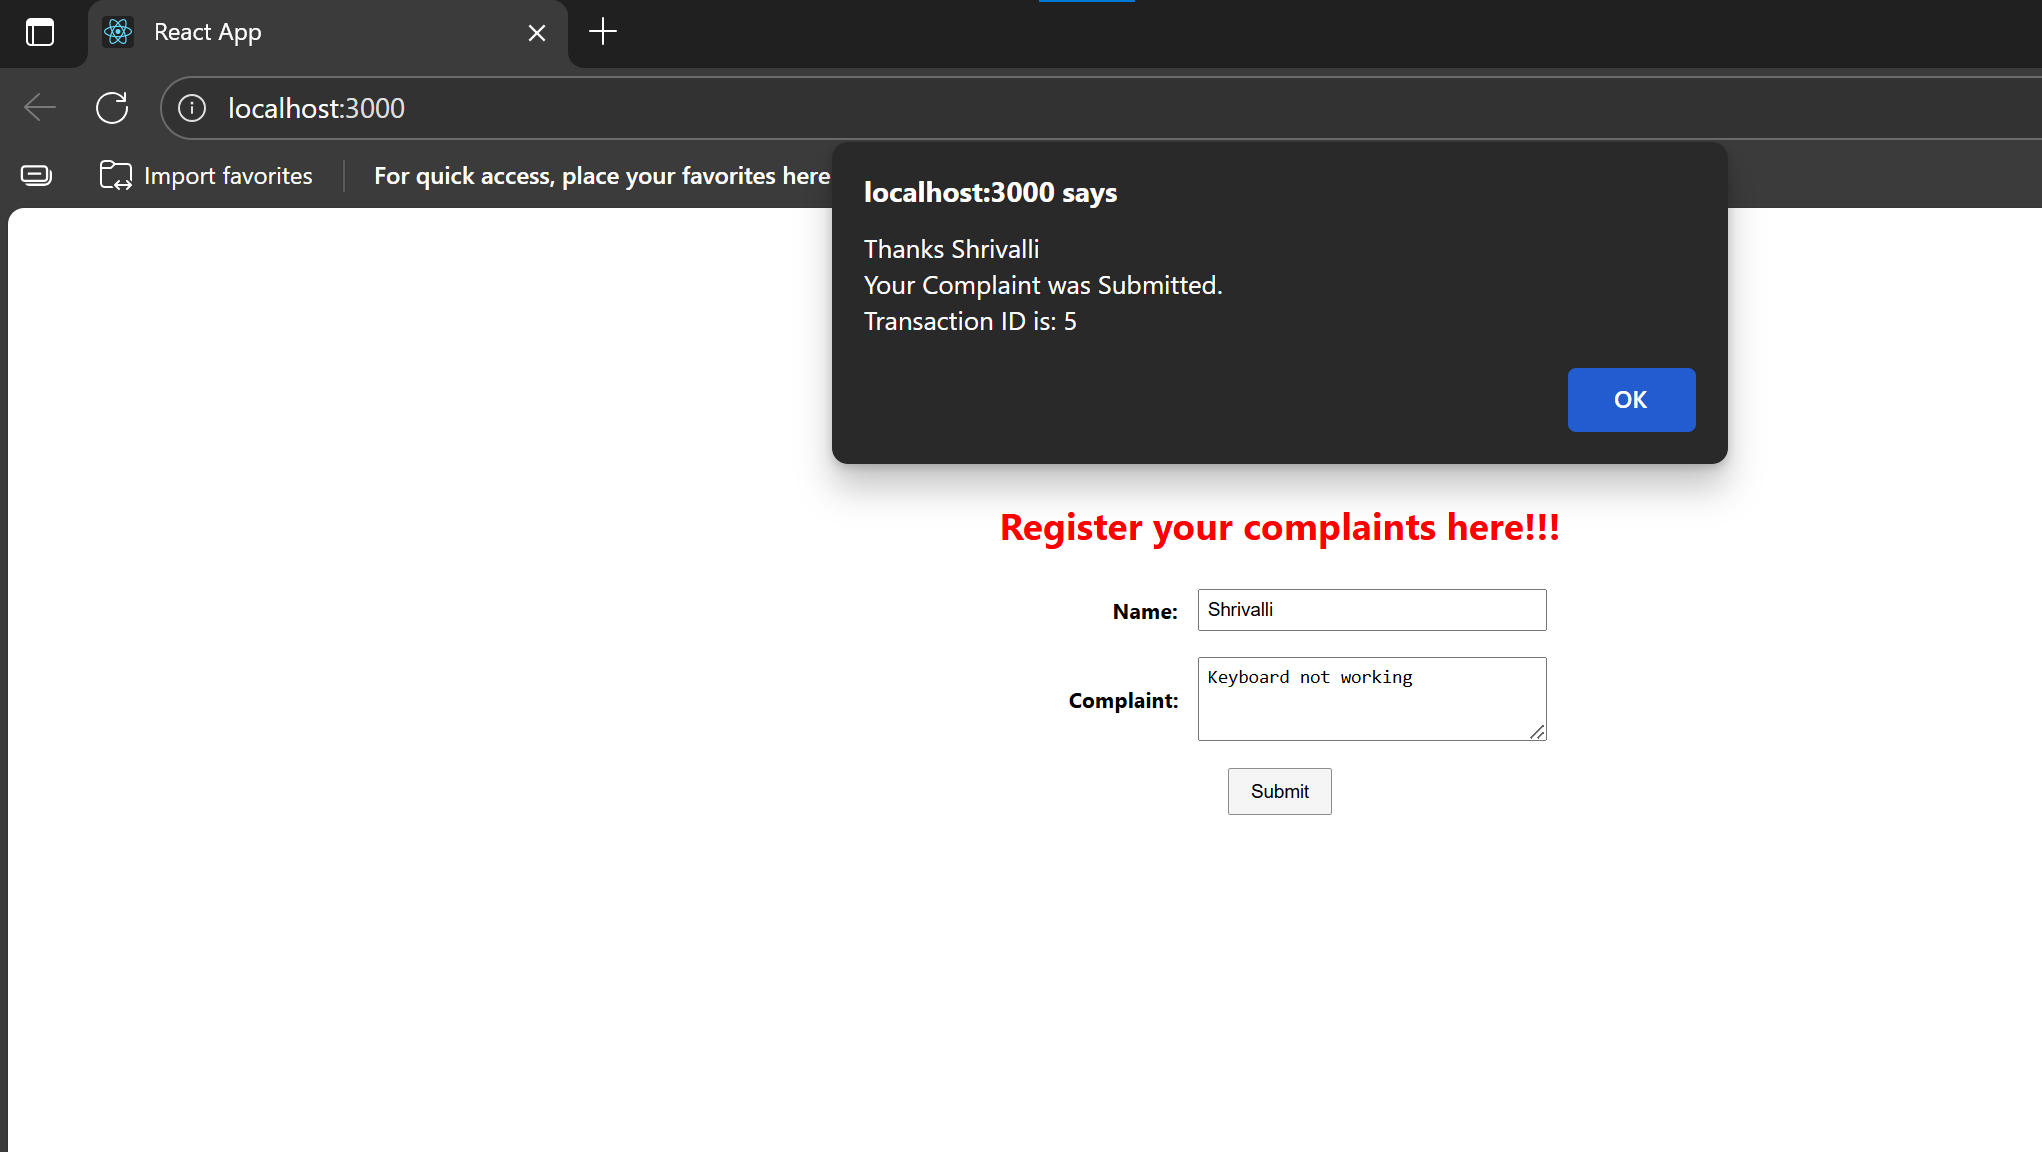 React App
localhost:3000
Import favorites
For quick access, place your favorites here
localhost:3000 says
Thanks Shrivalli
Your Complaint was Submitted.
Transaction ID is: 5
OK
Register your complaints here!!!
Name: Shrivalli
Complaint: Keyboard not working
Submit